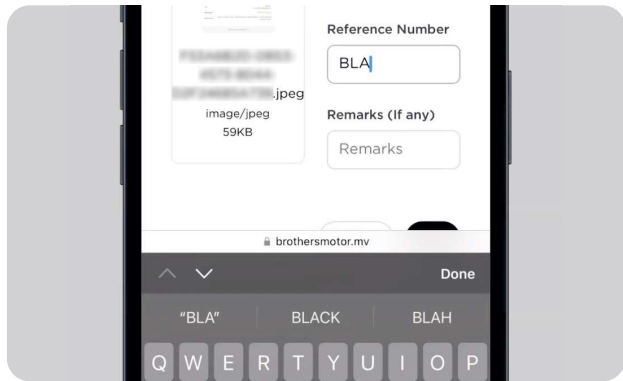 Reference Number
BLA
.jpeg
image/jpeg
59KB
Remarks (If any)
Remarks
brothersmotor.mv
Done
"BLA"
BLACK
BLAH
Q W E R T Y U I O P